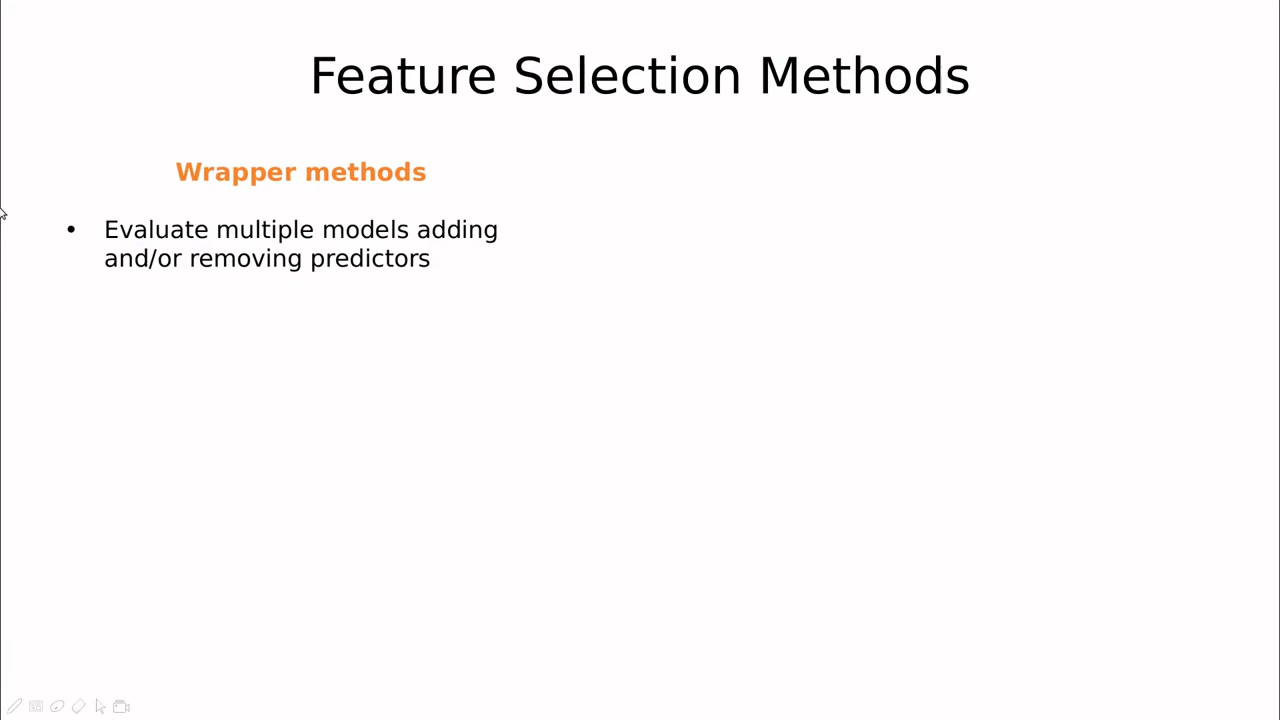 Feature Selection Methods
Wrapper methods
• Evaluate multiple models adding
and/or removing predictors